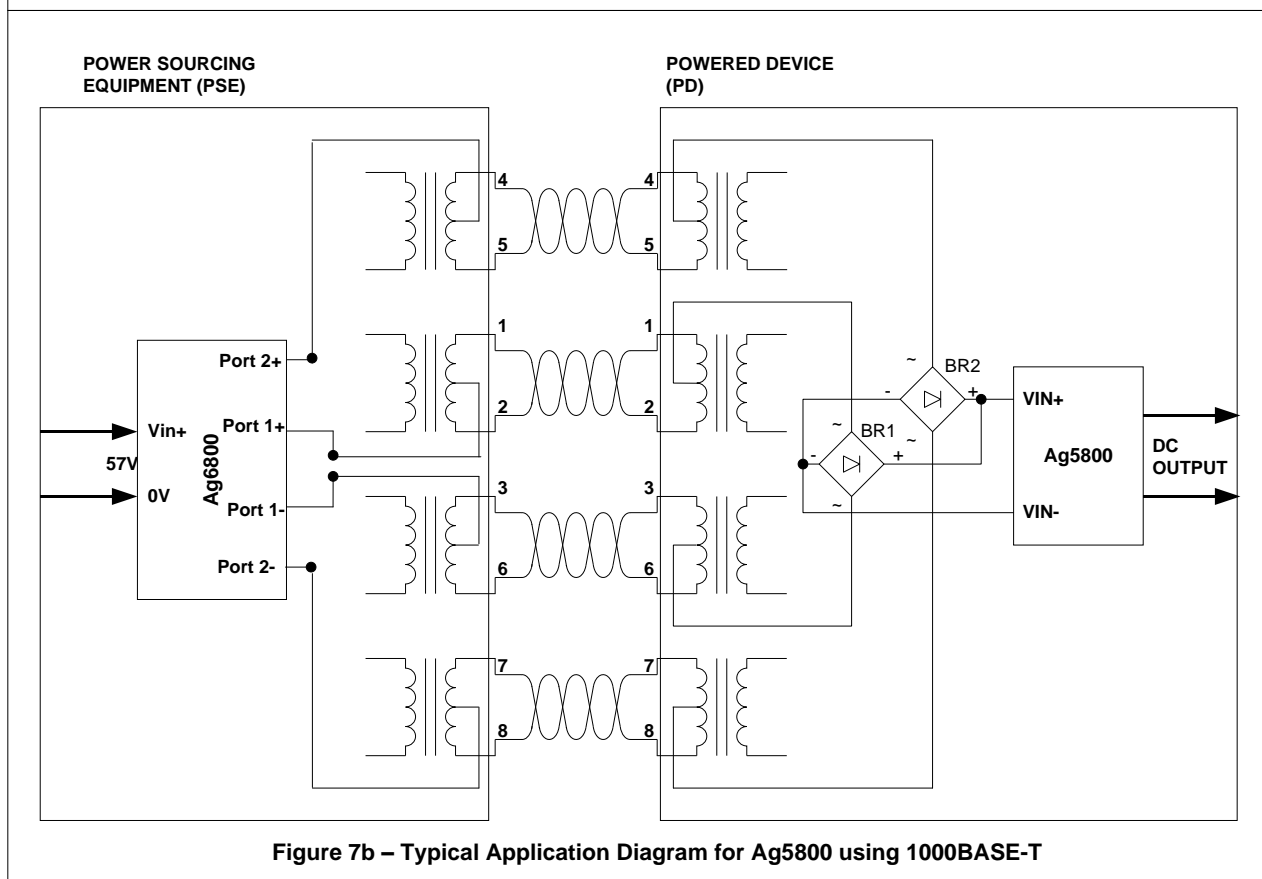 POWER SOURCING
EQUIPMENT (PSE)
POWERED DEVICE
(PD)
4
5
1
2
3
6
7
8
4
5
1
2
3
6
7
8
Port 2+
Vin+
Port 1+
57V
Ag6800
0V
Port 1-
Port 2-
~
BR2
-
+
~
~
BR1
-
+
~
VIN+
Ag5800
VIN-
DC
OUTPUT
Figure 7b – Typical Application Diagram for Ag5800 using 1000BASE-T